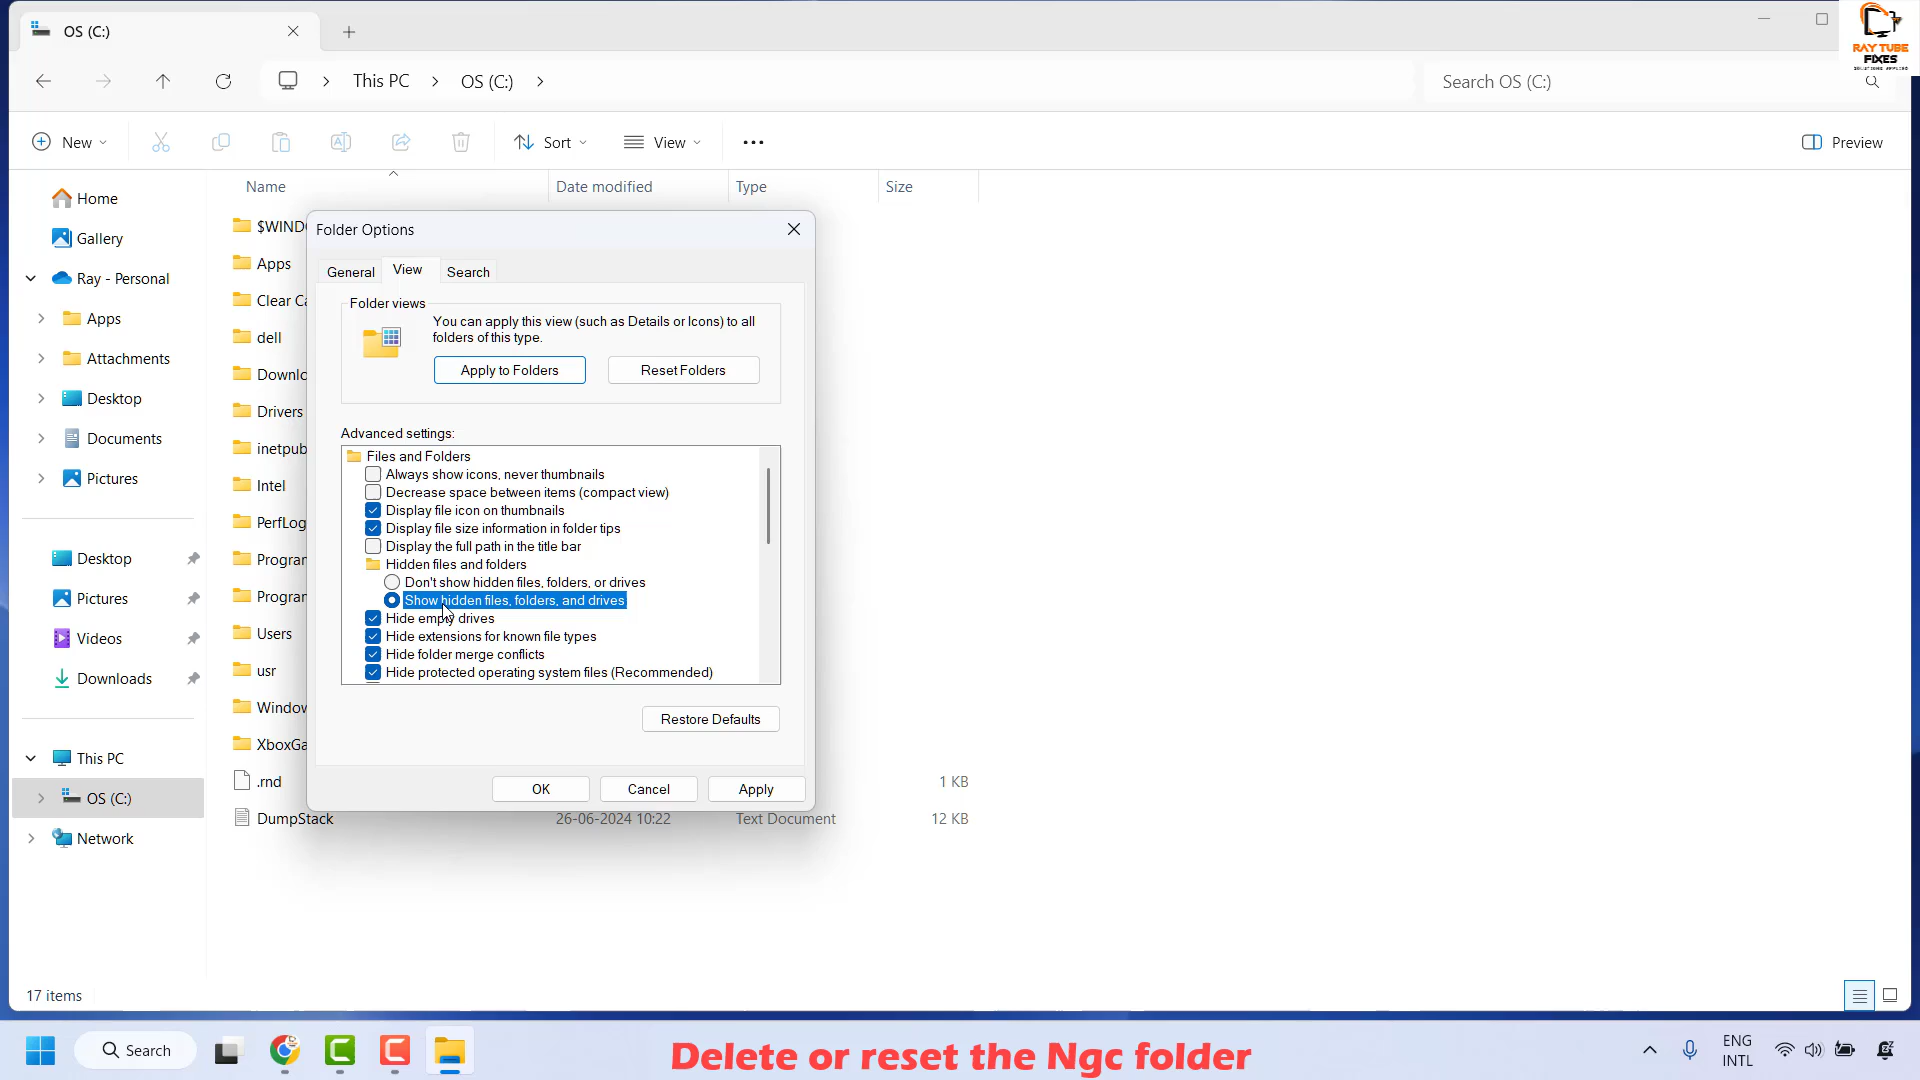 OS (C:)
RAY TUBE
FIXES
This PC
OS (C:)
Search OS (C:)
New
Sort
View
Preview
Name
Date modified
Type
Size
Home
Gallery
Ray - Personal
Apps
Attachments
Desktop
Documents
Pictures
Desktop
Pictures
Videos
Downloads
This PC
OS (C:)
Network
$WIND
Apps
Clear Ca
dell
Downlo
Drivers
inetpub
Intel
PerfLog
Program
Program
Users
usr
Window
XboxGa
.rnd
1 KB
DumpStack
26-06-2024 10:22
Text Document
12 KB
Folder Options
General
View
Search
Folder views
You can apply this view (such as Details or Icons) to all
folders of this type.
Apply to Folders
Reset Folders
Advanced settings:
Files and Folders
Always show icons, never thumbnails
Decrease space between items (compact view)
Display file icon on thumbnails
Display file size information in folder tips
Display the full path in the title bar
Hidden files and folders
Don't show hidden files, folders, or drives
Show hidden files, folders, and drives
Hide empty drives
Hide extensions for known file types
Hide folder merge conflicts
Hide protected operating system files (Recommended)
Restore Defaults
OK
Cancel
Apply
17 items
Search
Delete or reset the Ngc folder
ENG
INTL